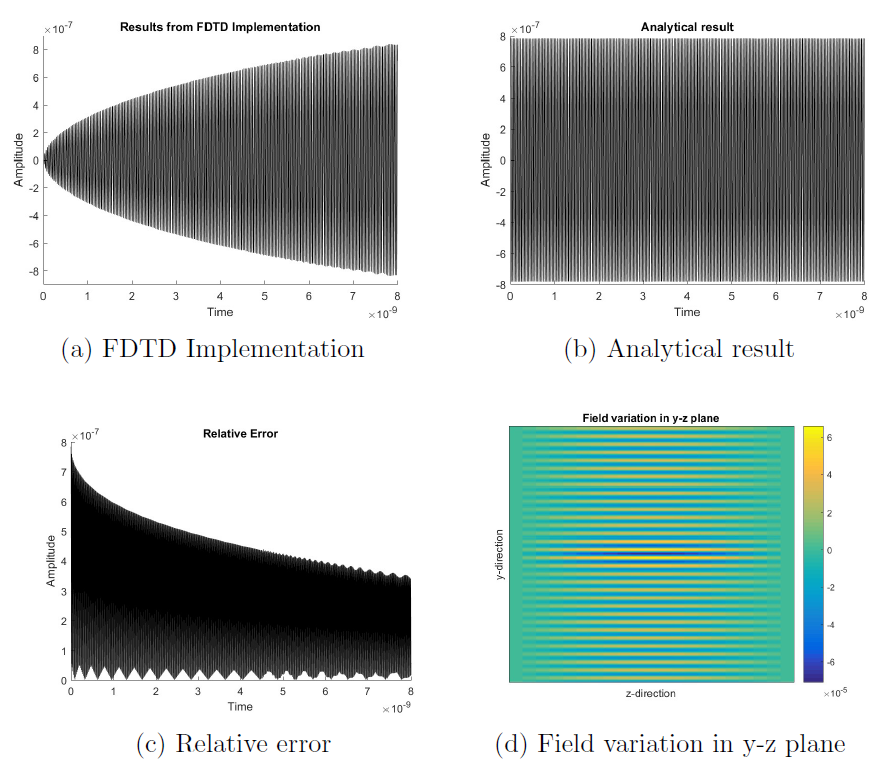 Results from FDTD Implementation
×10⁻⁷
8
6
4
2
0
-2
-4
-6
-8
Amplitude
0 1 2 3 4 5 6 7 8
Time
×10⁻⁹
(a) FDTD Implementation
Analytical result
×10⁻⁷
8
6
4
2
0
-2
-4
-6
-8
Amplitude
0 1 2 3 4 5 6 7 8
Time
×10⁻⁹
(b) Analytical result
Relative Error
×10⁻⁷
8
7
6
5
4
3
2
1
0
Amplitude
0 1 2 3 4 5 6 7 8
Time
×10⁻⁹
(c) Relative error
Field variation in y-z plane
y-direction
z-direction
6
4
2
0
-2
-4
-6
×10⁻⁵
(d) Field variation in y-z plane